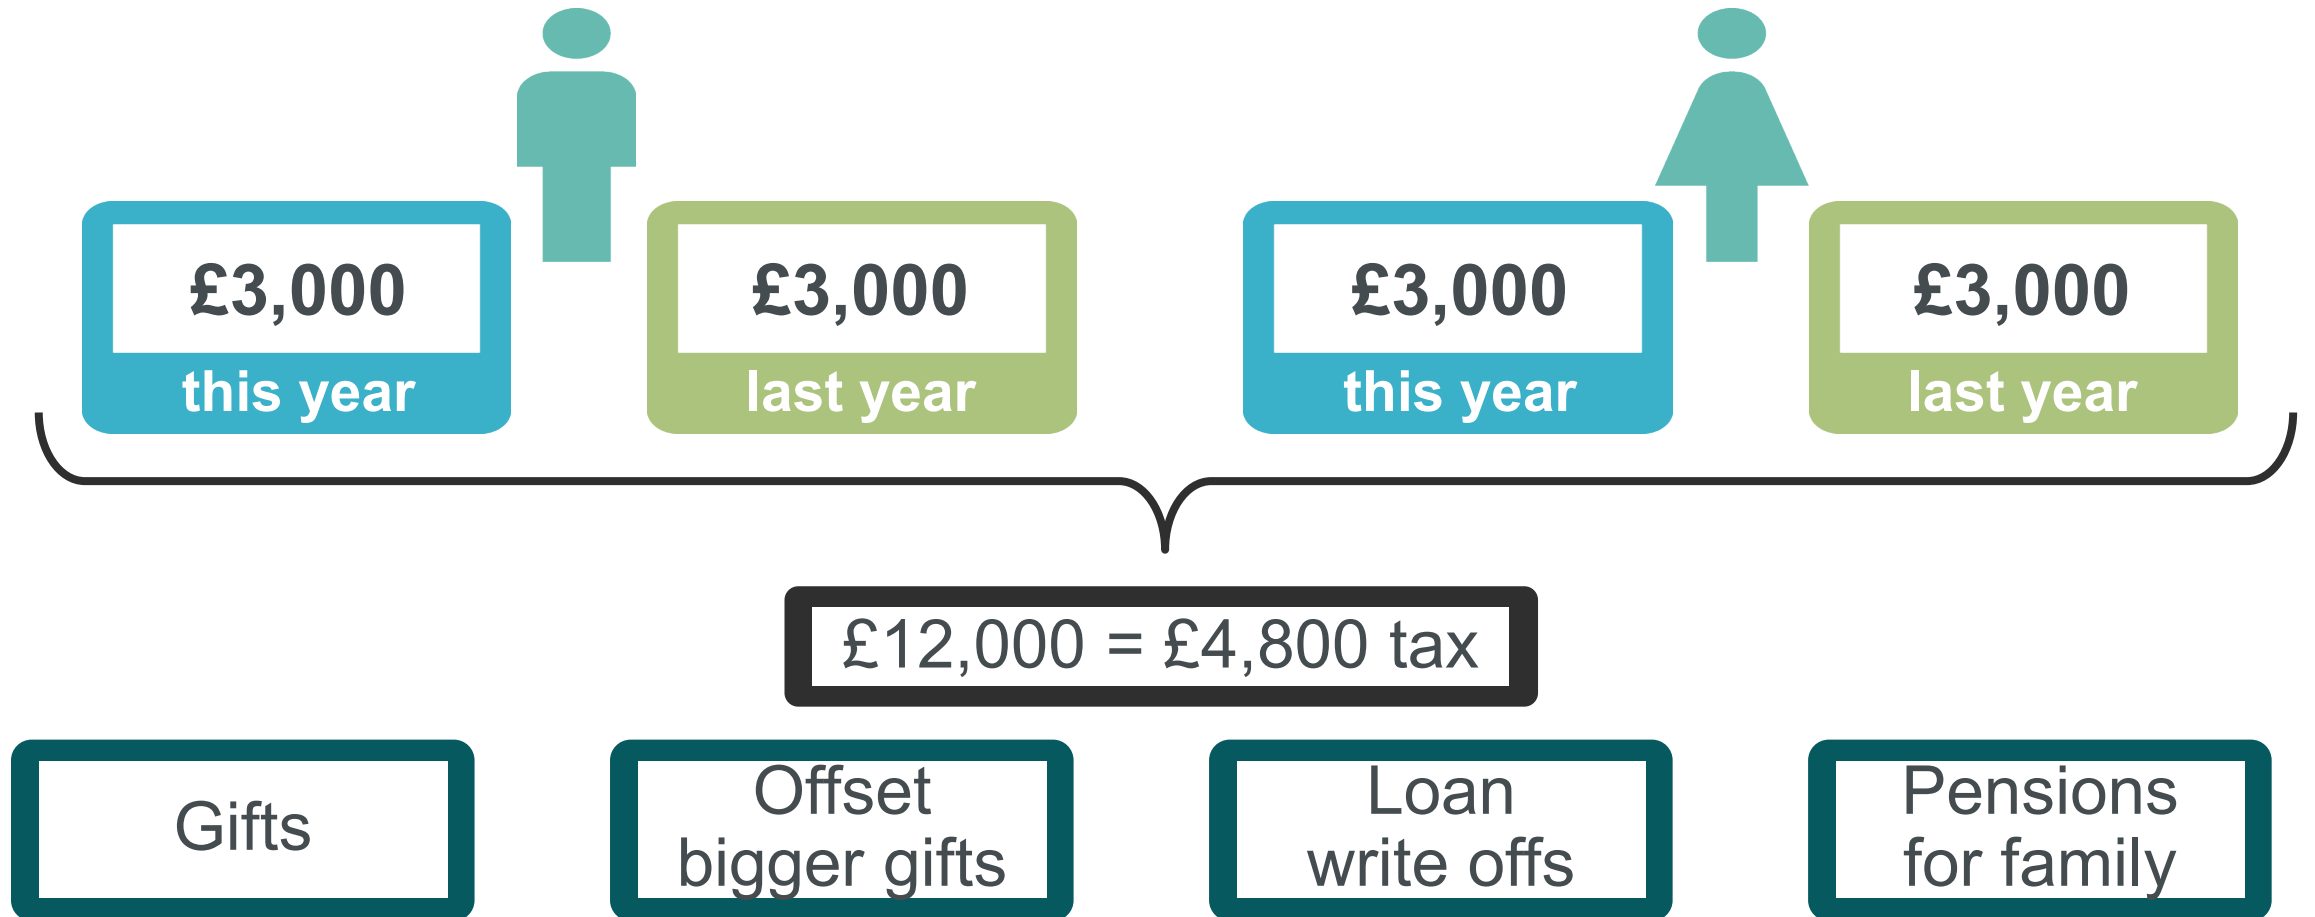 £3,000
this year
£3,000
last year
£3,000
this year
£3,000
last year
£12,000 = £4,800 tax
Gifts
Offset
bigger gifts
Loan
write offs
Pensions
for family